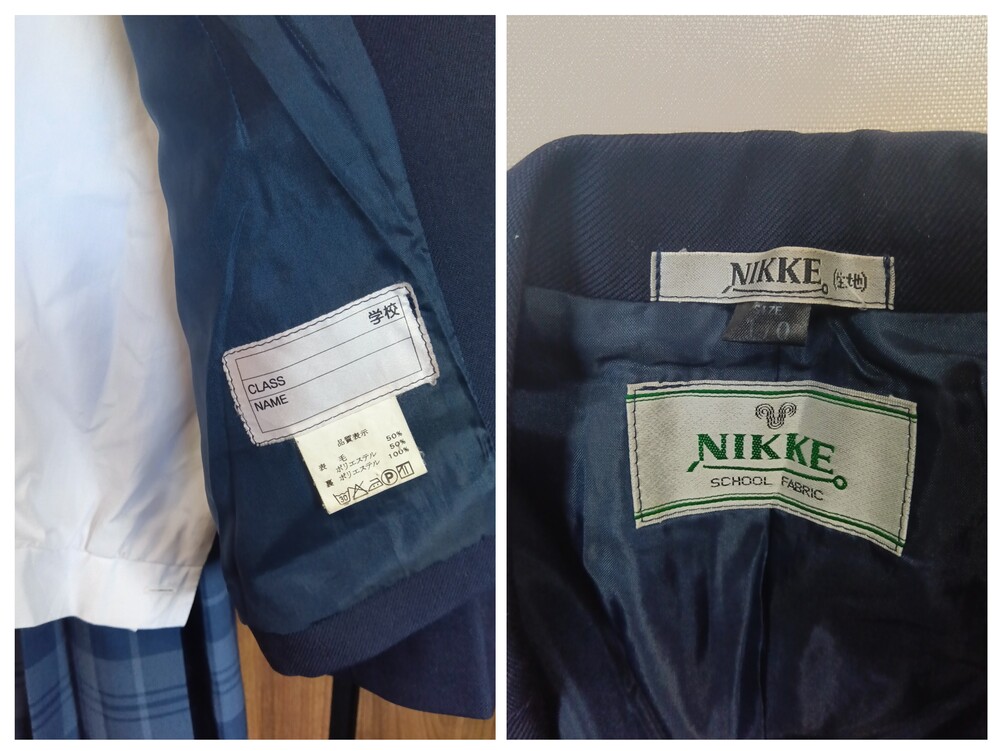 学校
CLASS
NAME
品質表示
表 毛 50%
ポリエステル 50%
裏 ポリエステル 100%
30
P
NIKKE (生地)
SIZE
NIKKE
SCHOOL FABRIC